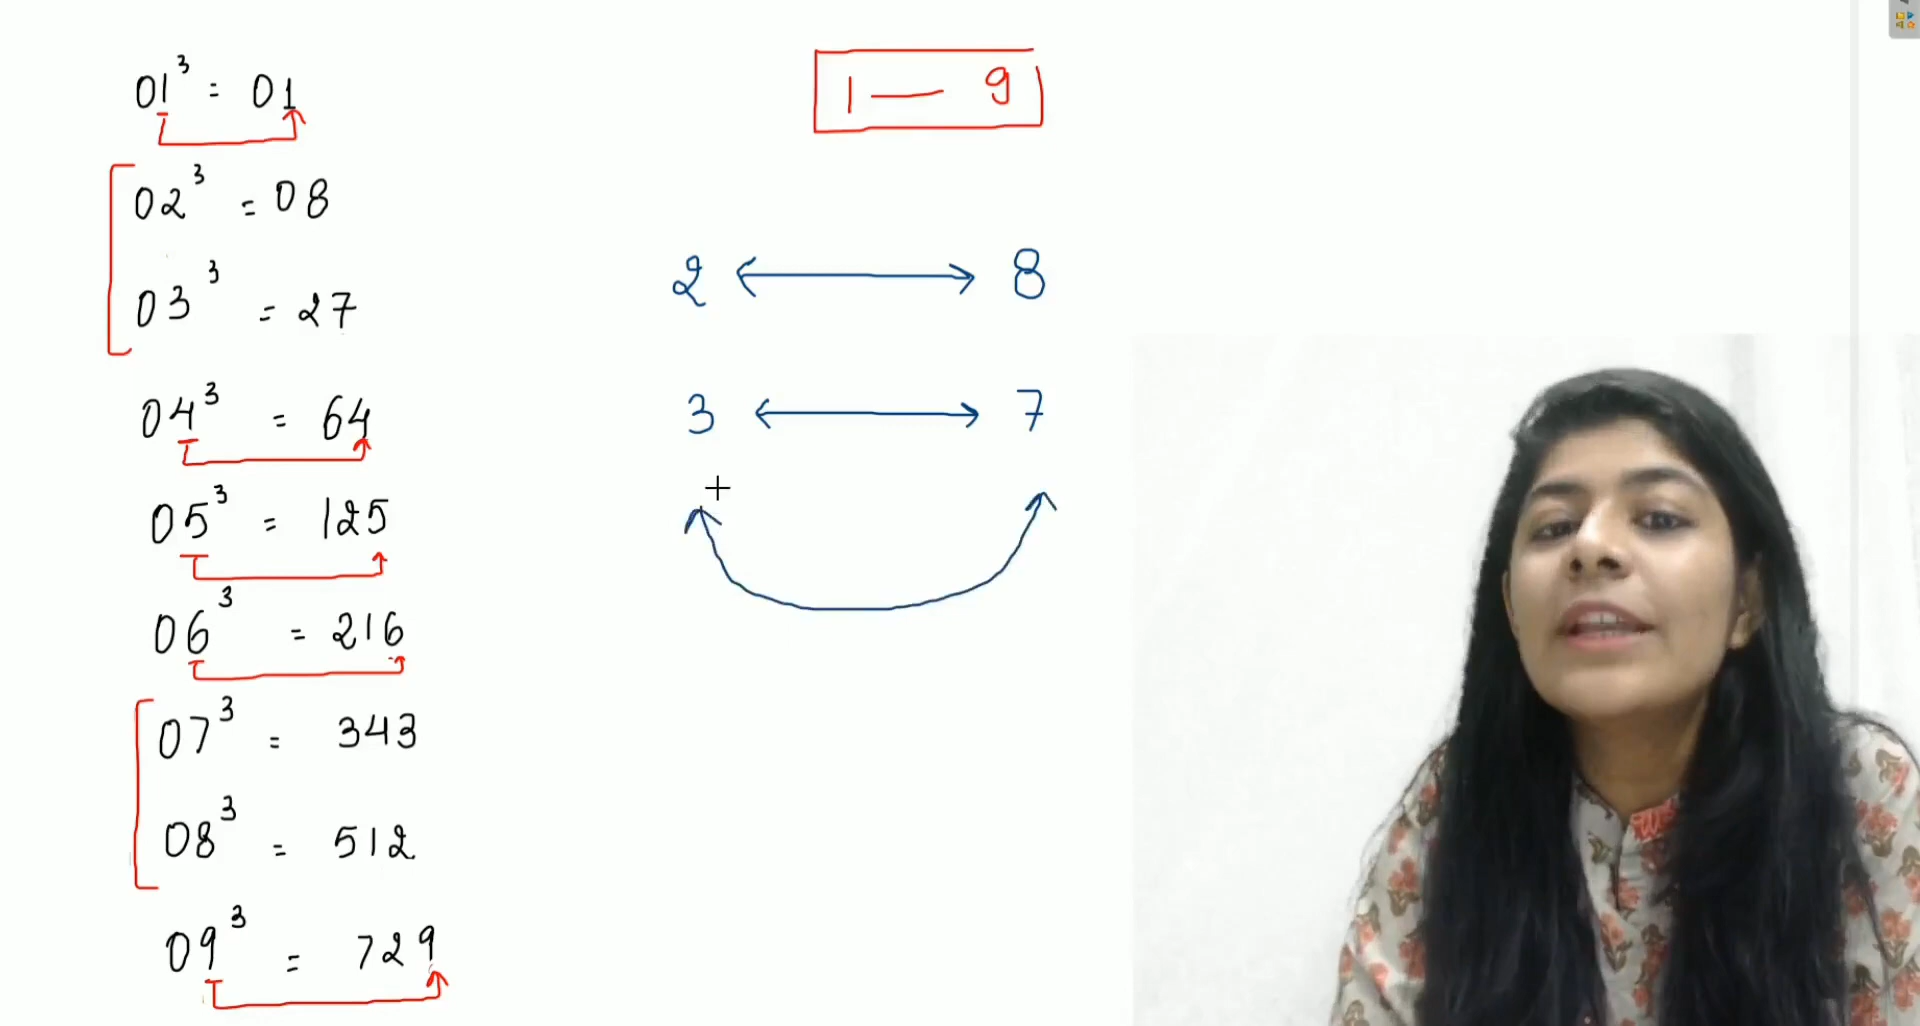 01³ = 01
02³ = 08
03³ = 27
04³ = 64
05³ = 125
06³ = 216
07³ = 343
08³ = 512
09³ = 729
1 — 9
2 ↔ 8
3 ↔ 7